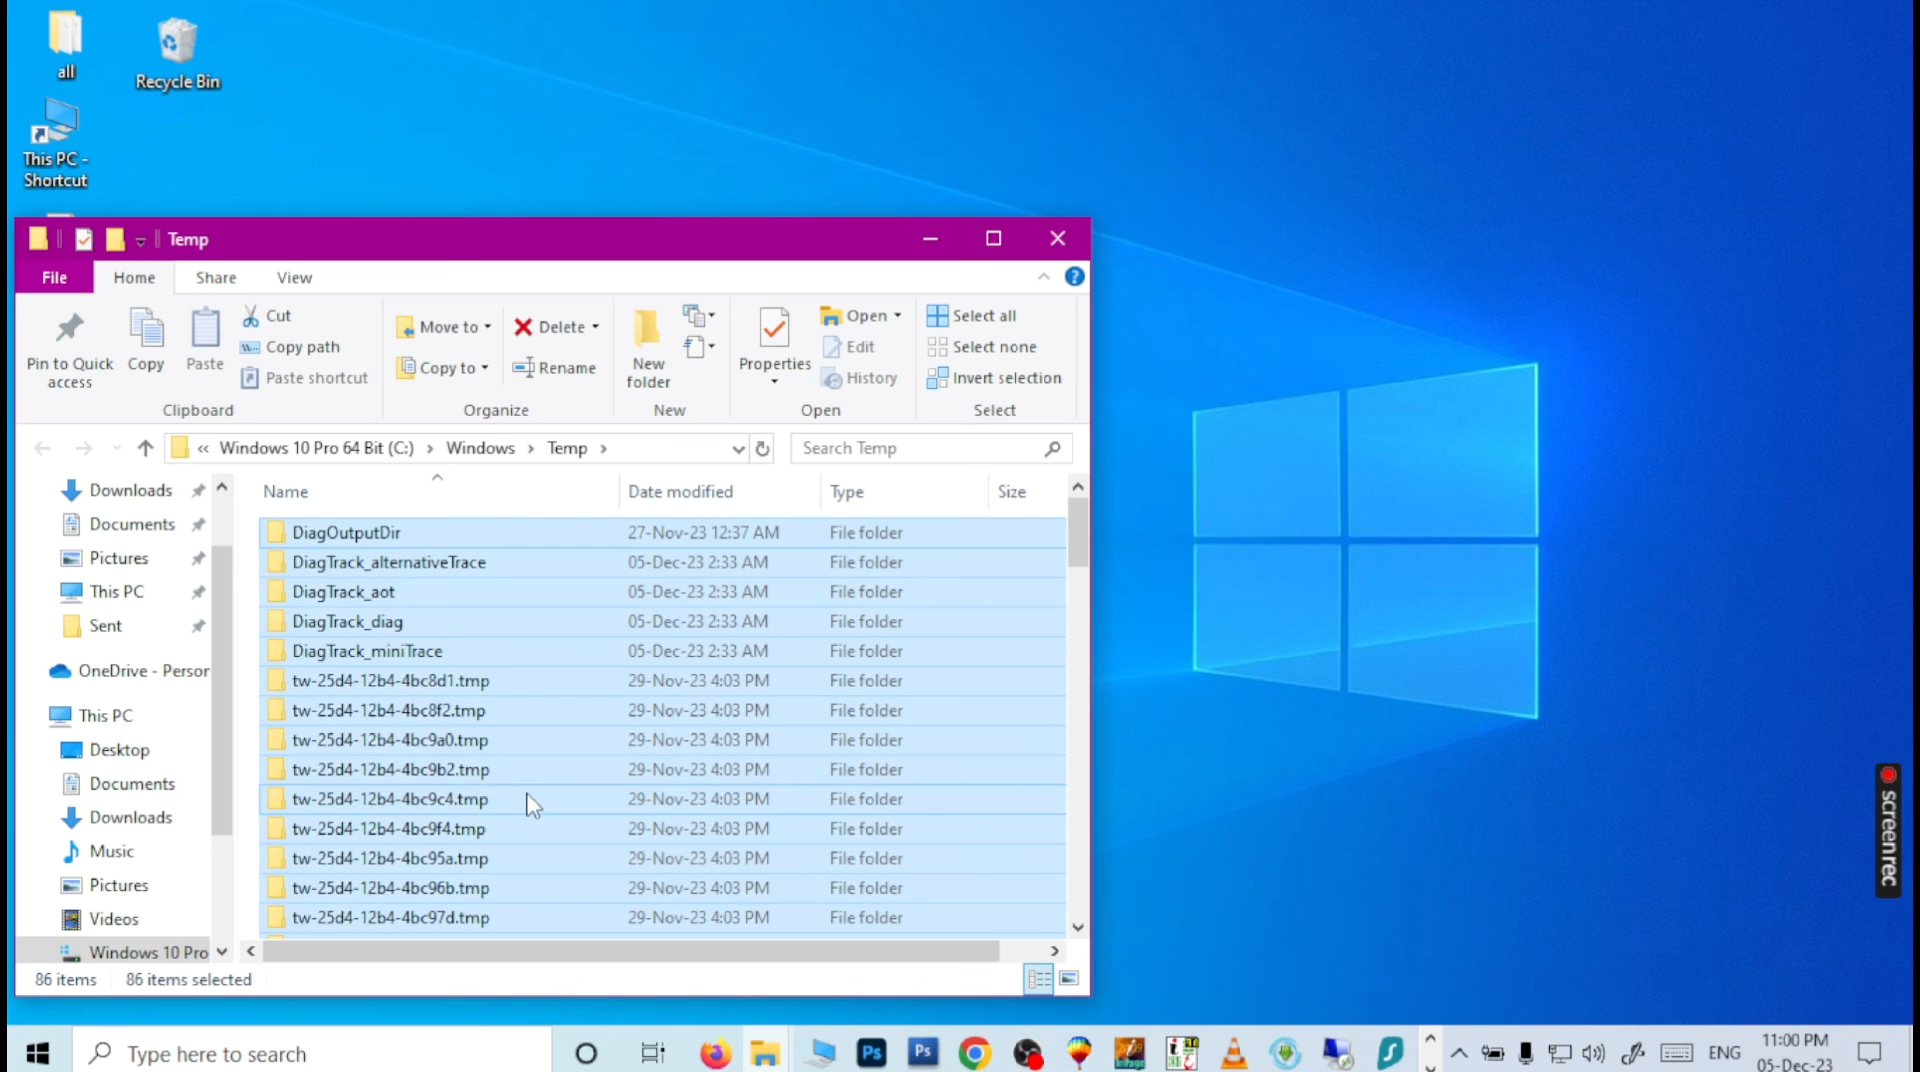 all
Recycle Bin
This PC -
Shortcut
Temp
File
Home
Share
View
Pin to Quick
access
Copy
Paste
Cut
Copy path
Paste shortcut
Clipboard
Move to
Copy to
Delete
Rename
Organize
New
folder
New
Properties
Open
Edit
History
Open
Select all
Select none
Invert selection
Select
« Windows 10 Pro 64 Bit (C:) › Windows › Temp ›
Search Temp
Downloads
Documents
Pictures
This PC
Sent
OneDrive - Person
This PC
Desktop
Documents
Downloads
Music
Pictures
Videos
Windows 10 Pro
Name Date modified Type Size
DiagOutputDir 27-Nov-23 12:37 AM File folder
DiagTrack_alternativeTrace 05-Dec-23 2:33 AM File folder
DiagTrack_aot 05-Dec-23 2:33 AM File folder
DiagTrack_diag 05-Dec-23 2:33 AM File folder
DiagTrack_miniTrace 05-Dec-23 2:33 AM File folder
tw-25d4-12b4-4bc8d1.tmp 29-Nov-23 4:03 PM File folder
tw-25d4-12b4-4bc8f2.tmp 29-Nov-23 4:03 PM File folder
tw-25d4-12b4-4bc9a0.tmp 29-Nov-23 4:03 PM File folder
tw-25d4-12b4-4bc9b2.tmp 29-Nov-23 4:03 PM File folder
tw-25d4-12b4-4bc9c4.tmp 29-Nov-23 4:03 PM File folder
tw-25d4-12b4-4bc9f4.tmp 29-Nov-23 4:03 PM File folder
tw-25d4-12b4-4bc95a.tmp 29-Nov-23 4:03 PM File folder
tw-25d4-12b4-4bc96b.tmp 29-Nov-23 4:03 PM File folder
tw-25d4-12b4-4bc97d.tmp 29-Nov-23 4:03 PM File folder
86 items 86 items selected
screenrec
Type here to search
Ps
Ps
ENG
11:00 PM
05-Dec-23